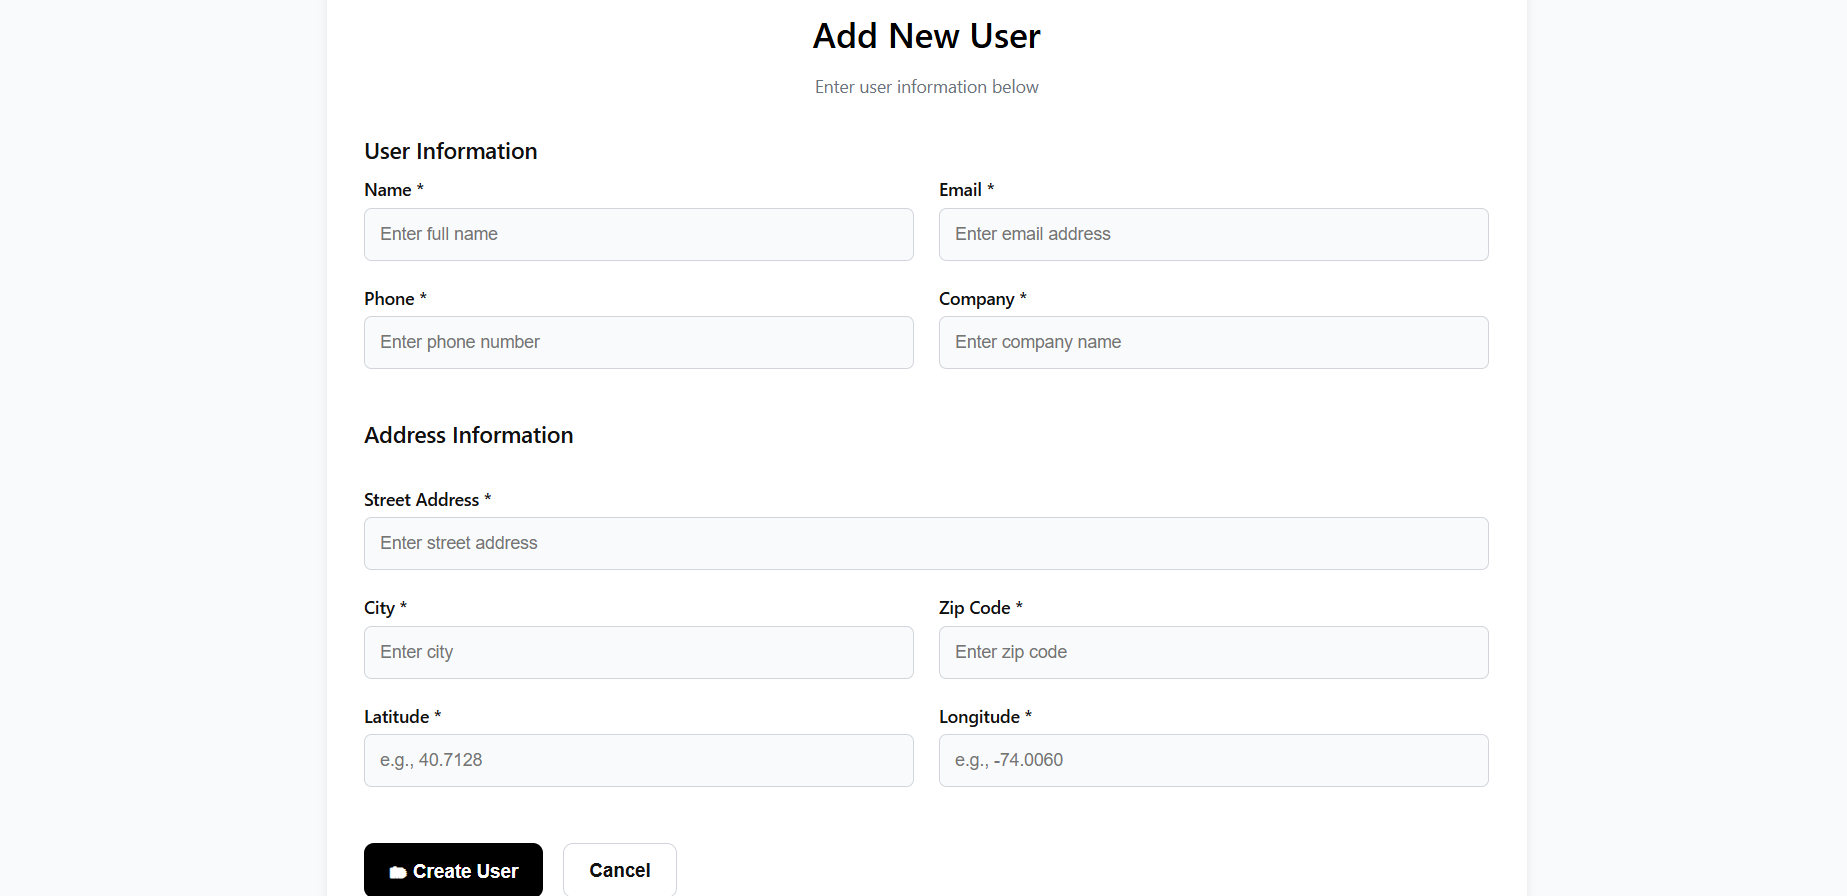 Add New User
Enter user information below
User Information
Name *
Email *
Enter full name
Enter email address
Phone *
Company *
Enter phone number
Enter company name
Address Information
Street Address *
Enter street address
City *
Zip Code *
Enter city
Enter zip code
Latitude *
Longitude *
e.g., 40.7128
e.g., -74.0060
Create User
Cancel